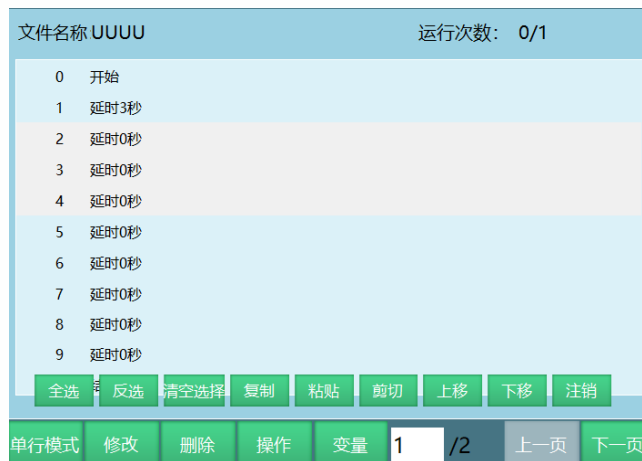 文件名称:UUUU 运行次数： 0/1
0 开始
1 延时3秒
2 延时0秒
3 延时0秒
4 延时0秒
5 延时0秒
6 延时0秒
7 延时0秒
8 延时0秒
9 延时0秒
全选 反选 清空选择 复制 粘贴 剪切 上移 下移 注销
单行模式 修改 删除 操作 变量 1 /2 上一页 下一页